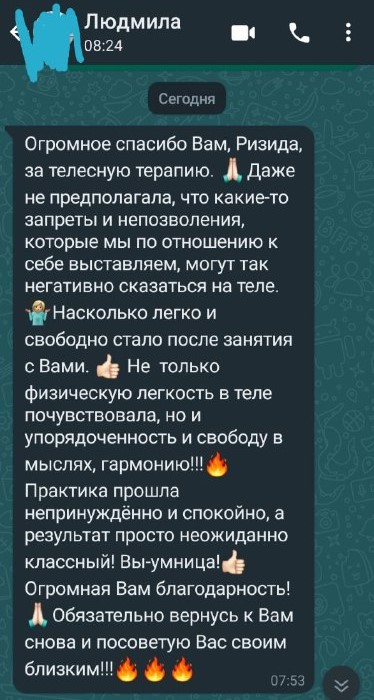 Людмила
08:24
Сегодня
Огромное спасибо Вам, Ризида,
за телесную терапию. 🙏🏻 Даже
не предполагала, что какие-то
запреты и непозволения,
которые мы по отношению к
себе выставляем, могут так
негативно сказаться на теле.
🤷🏼‍♀️Насколько легко и
свободно стало после занятия
с Вами. 👍🏻 Не только
физическую легкость в теле
почувствовала, но и
упорядоченность и свободу в
мыслях, гармонию!!!🔥
Практика прошла
непринуждённо и спокойно, а
результат просто неожиданно
классный! Вы-умница!👍🏻
Огромная Вам благодарность!
🙏🏻 Обязательно вернусь к Вам
снова и посоветую Вас своим
близким!!!🔥🔥🔥
07:53